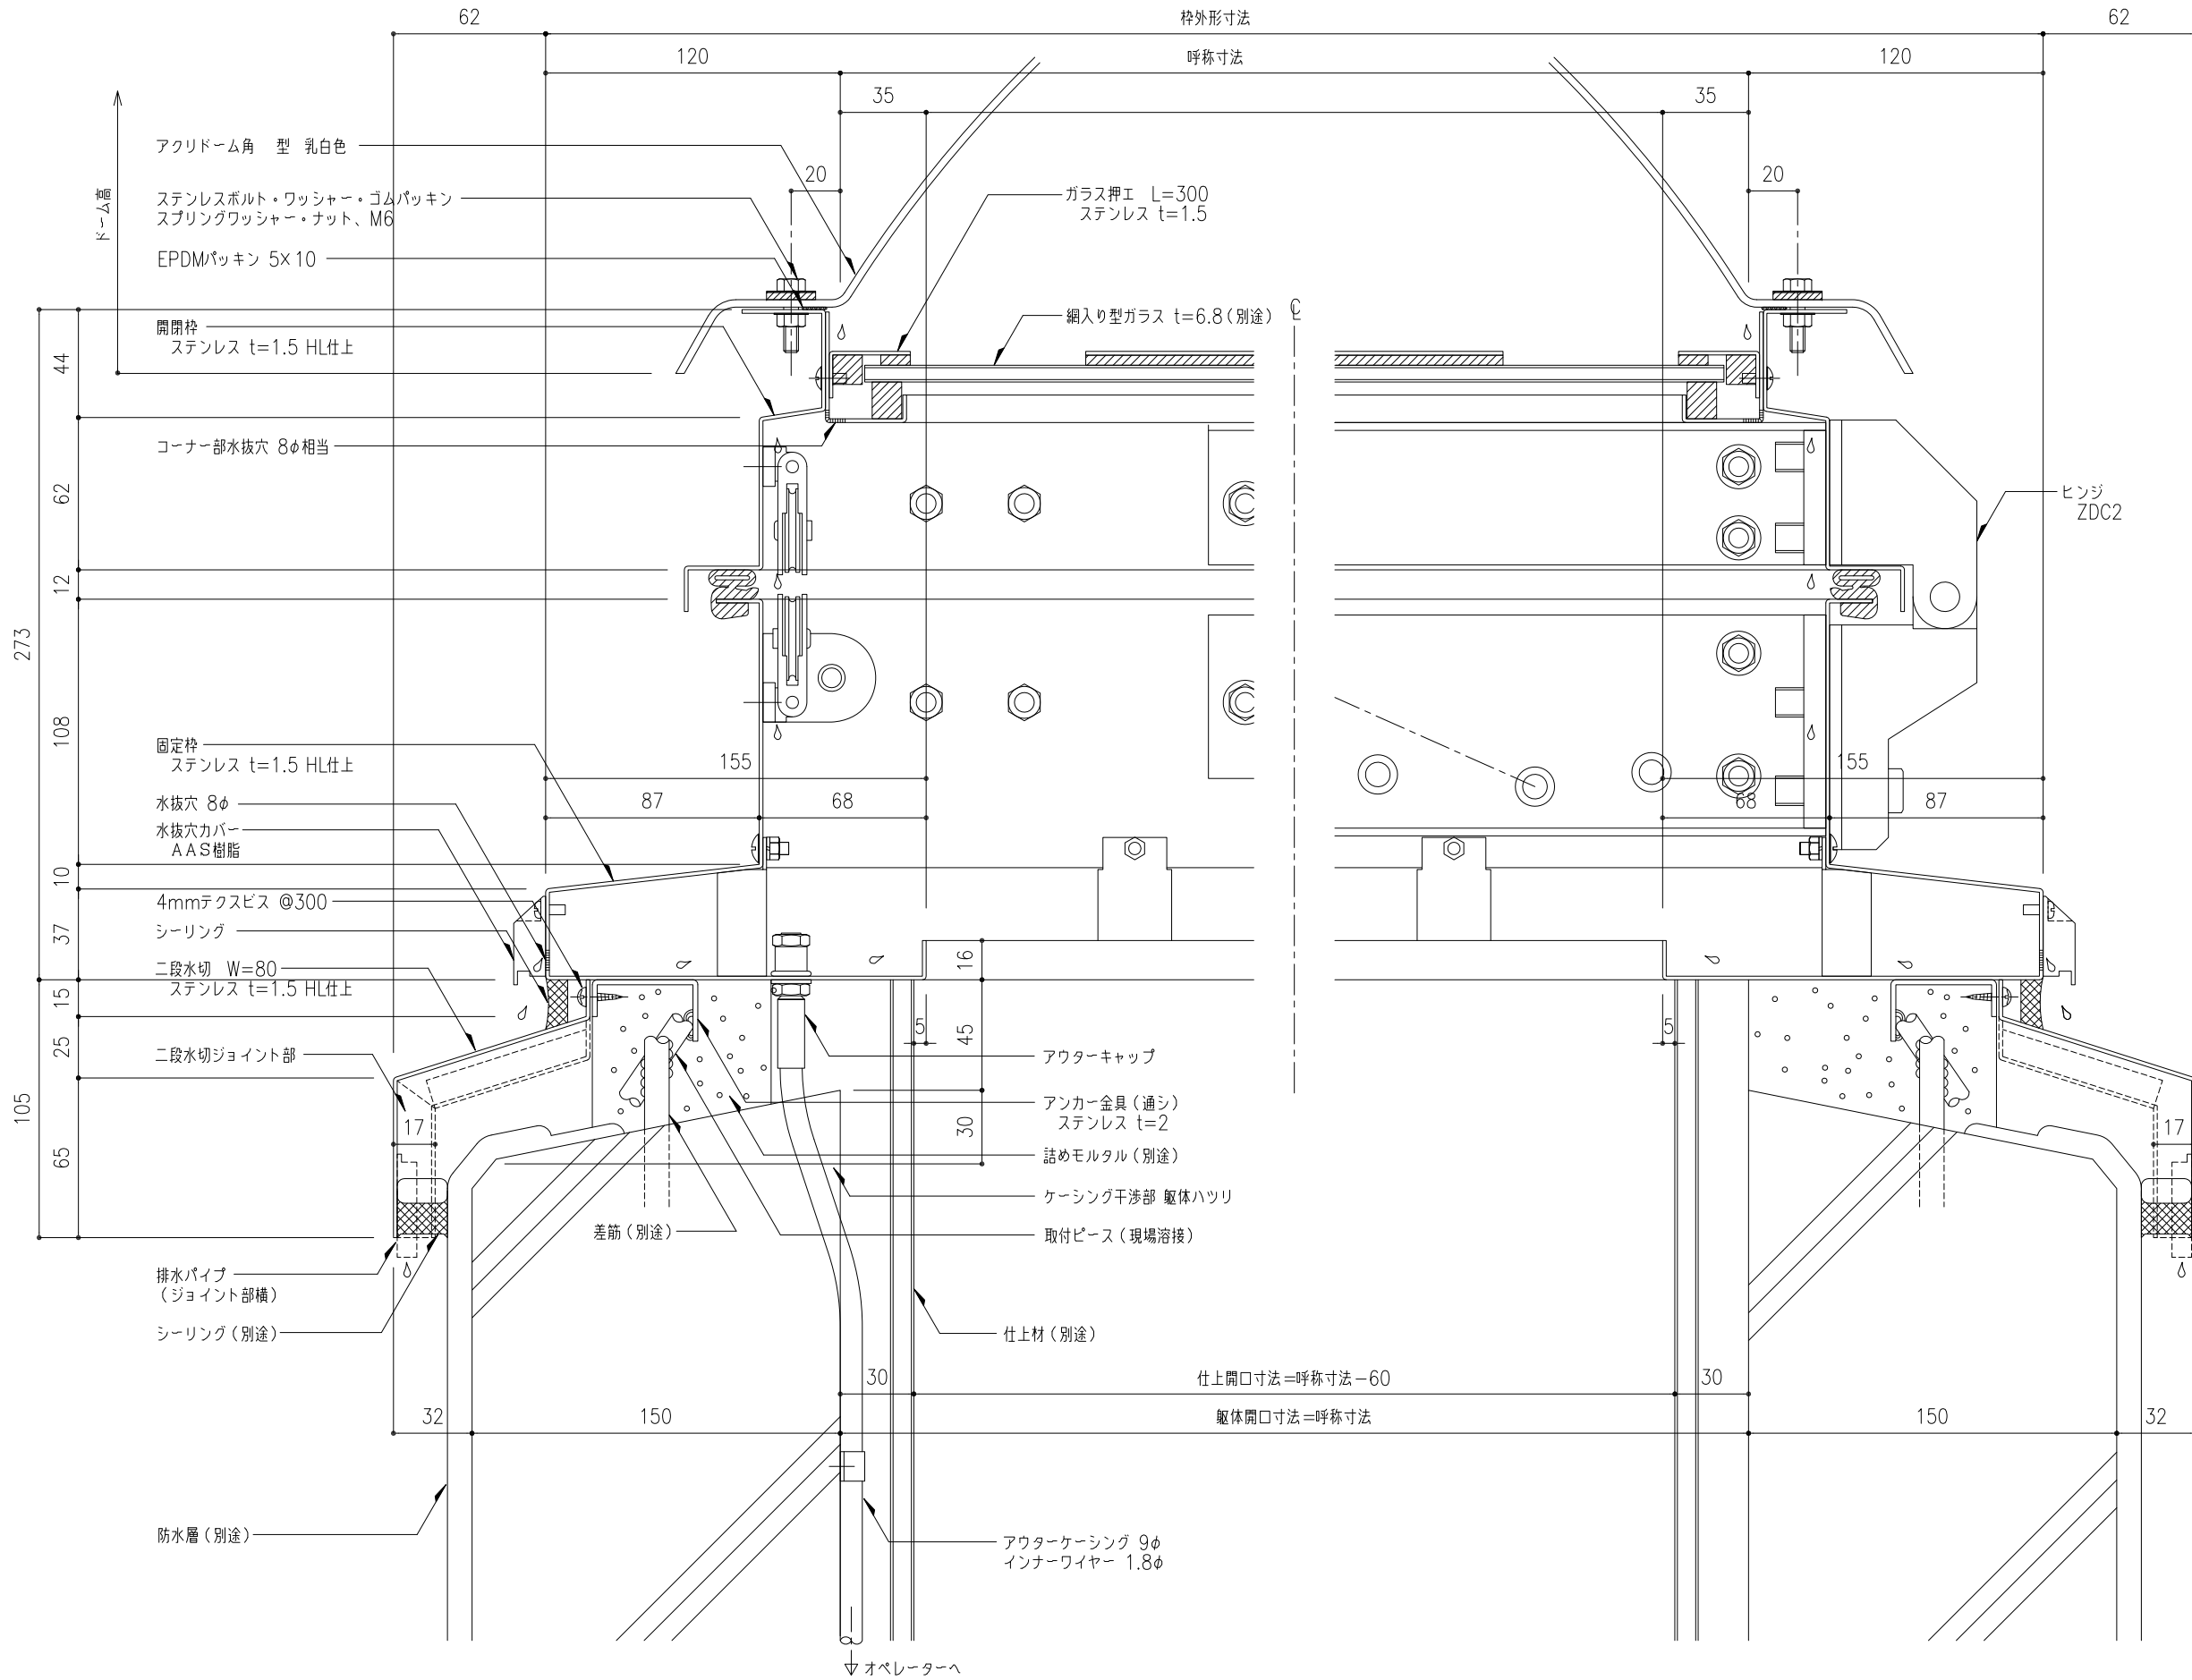 62
枠外形寸法
62
120
呼称寸法
120
35
35
アクリドーム角 型 乳白色
20
20
ドーム高
ステンレスボルト・ワッシャー・ゴムパッキン
スプリングワッシャー・ナット、M6
ガラス押エ L=300
ステンレス t=1.5
EPDMパッキン 5×10
網入り型ガラス t=6.8(別途)
開閉枠
ステンレス t=1.5 HL仕上
44
コーナー部水抜穴 8φ相当
62
ヒンジ
ZDC2
12
273
108
固定枠
ステンレス t=1.5 HL仕上
155
155
水抜穴 8φ
87
68
68
87
水抜穴カバー
AAS樹脂
10
4mmテクスビス @300
37
シーリング
16
二段水切 W=80
ステンレス t=1.5 HL仕上
15
5
45
5
25
二段水切ジョイント部
アウターキャップ
105
アンカー金具(通シ)
ステンレス t=2
17
30
17
65
詰めモルタル(別途)
ケーシング干渉部 躯体ハツリ
差筋(別途)
取付ピース(現場溶接)
排水パイプ
(ジョイント部横)
シーリング(別途)
仕上材(別途)
30
仕上開口寸法=呼称寸法-60
30
32
150
躯体開口寸法=呼称寸法
150
32
防水層(別途)
アウターケーシング 9φ
インナーワイヤー 1.8φ
オペレーターへ